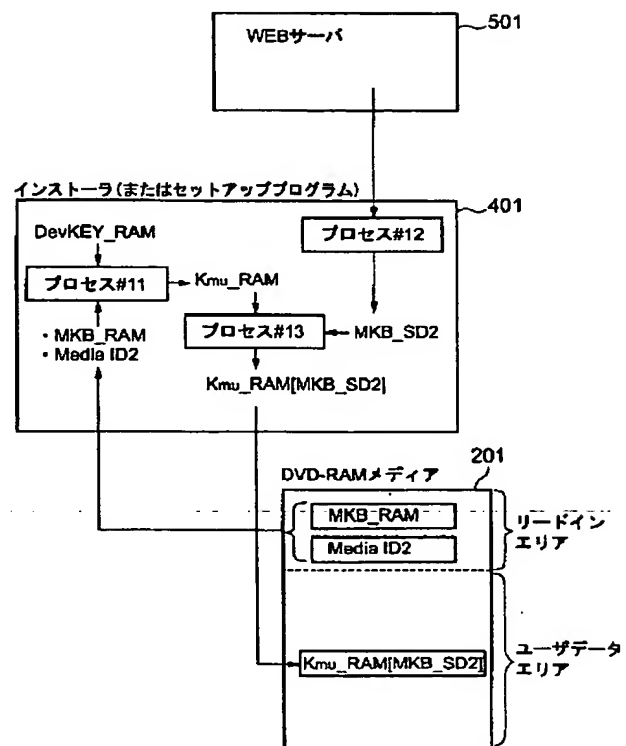 WEBサーバ
501
インストーラ(またはセットアッププログラム)
401
DevKEY_RAM
プロセス#12
プロセス#11
Kmu_RAM
・MKB_RAM
・Media ID2
プロセス#13
MKB_SD2
Kmu_RAM[MKB_SD2]
DVD-RAMメディア
201
MKB_RAM
Media ID2
リードイン
エリア
Kmu_RAM[MKB_SD2]
ユーザデータ
エリア